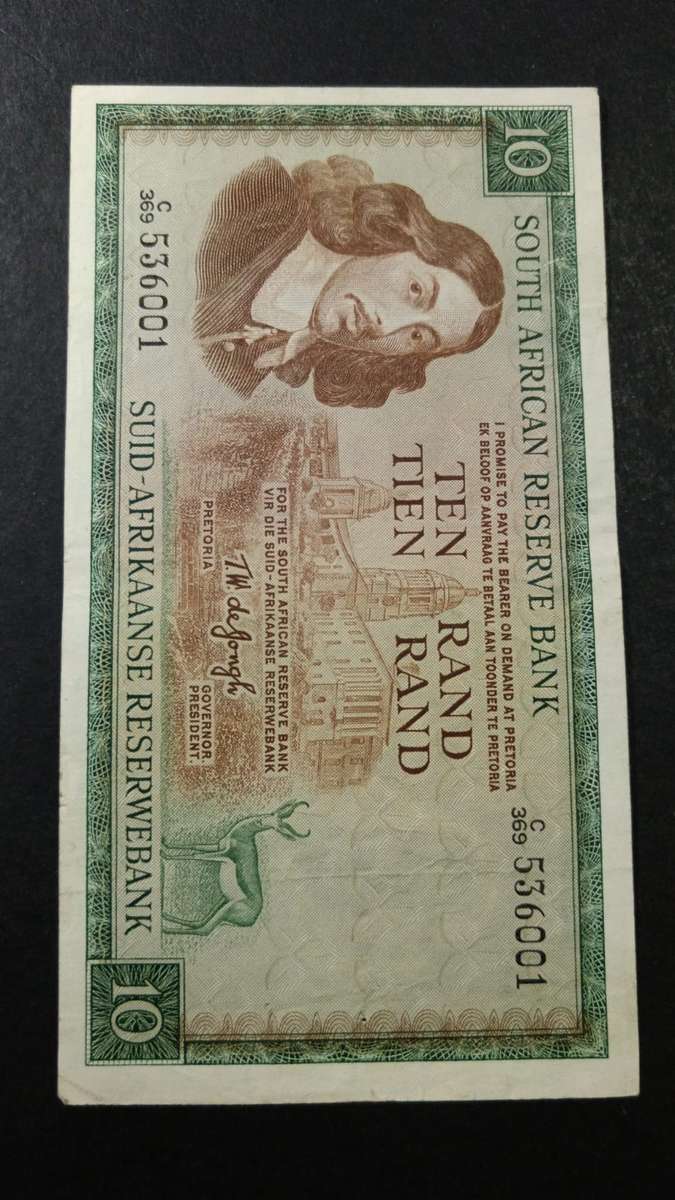 10
SOUTH AFRICAN RESERVE BANK
I PROMISE TO PAY THE BEARER ON DEMAND AT PRETORIA
EK BELOOF OP AANVRAAG TE BETAAL AAN TOONDER TE PRETORIA
C
369 536001
TEN RAND
TIEN RAND
FOR THE SOUTH AFRICAN RESERVE BANK
VIR DIE SUID-AFRIKAANSE RESERWEBANK
T.W. de Jongh
PRETORIA
GOVERNOR.
PRESIDENT.
C
369 536001
SUID-AFRIKAANSE RESERWEBANK
10